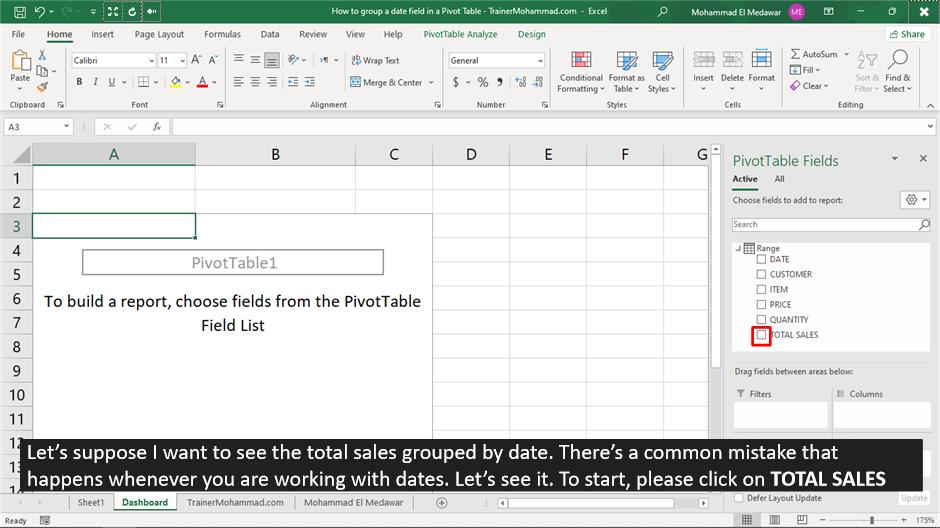 How to group a date field in a Pivot Table - TrainerMohammad.com - Excel
Mohammad El Medawar ME
File Home Insert Page Layout Formulas Data Review View Help PivotTable Analyze Design Share
Paste Calibri 11 Wrap Text General Conditional Format as Cell Insert Delete Format AutoSum Sort & Find &
Formatting Table Styles Fill Filter Select
B I U Merge & Center $ % Clear
Clipboard Font Alignment Number Styles Cells Editing
A3 fx
A B C D E F G
1
2
3
4
5
6
7
8
9
10
11
12
13
PivotTable1
To build a report, choose fields from the PivotTable
Field List
PivotTable Fields
Active All
Choose fields to add to report:
Search
Range
DATE
CUSTOMER
ITEM
PRICE
QUANTITY
TOTAL SALES
Drag fields between areas below:
Filters Columns
Let's suppose I want to see the total sales grouped by date. There's a common mistake that
happens whenever you are working with dates. Let's see it. To start, please click on TOTAL SALES
Sheet1 Dashboard TrainerMohammad.com Mohammad El Medawar
Defer Layout Update Update
Ready 175%